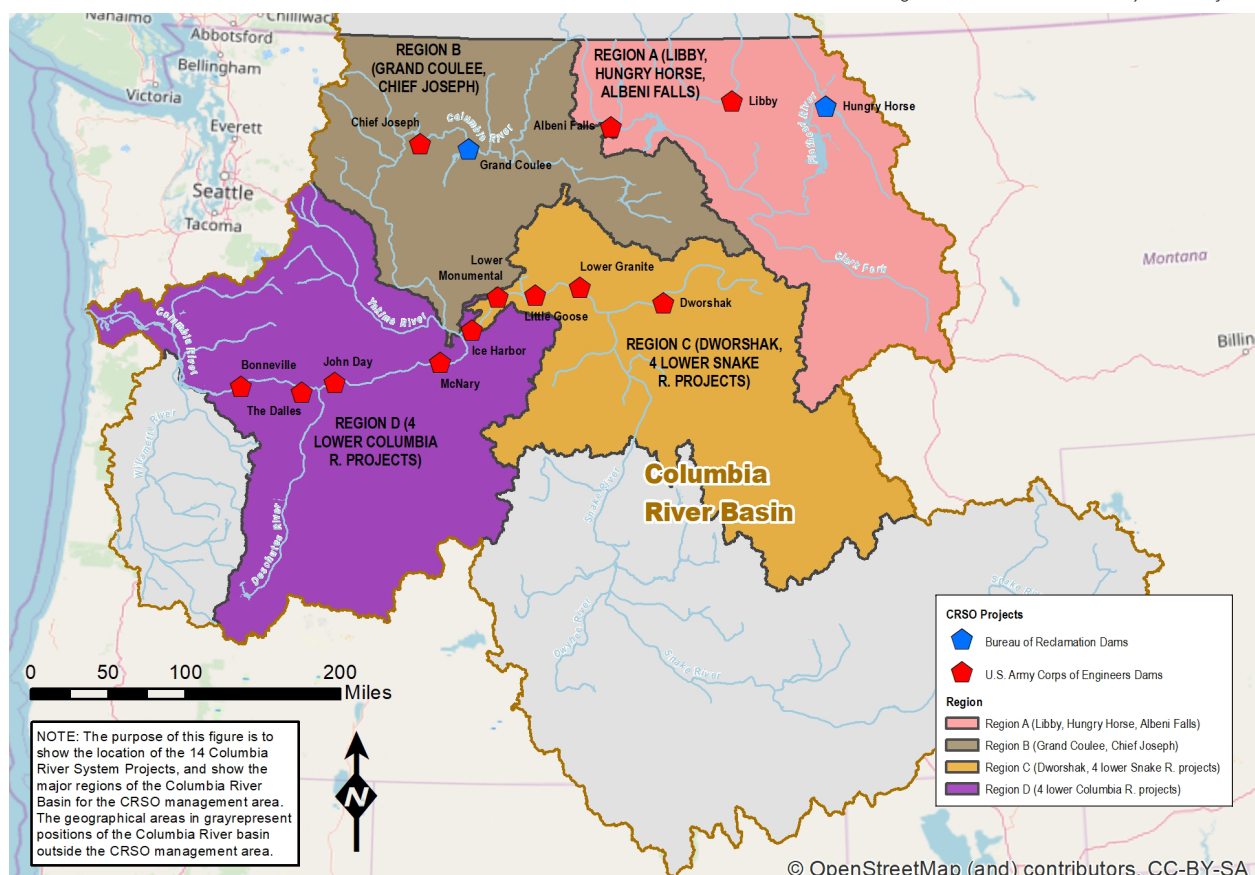 Nanaimo
Chilliwack
Abbotsford
Bellingham
Victoria
Everett
Seattle
Tacoma
REGION B
(GRAND COULEE,
CHIEF JOSEPH)
REGION A (LIBBY,
HUNGRY HORSE,
ALBENI FALLS)
Libby
Hungry Horse
Albeni Falls
Chief Joseph
Columbia River
Grand Coulee
Flathead River
Clark Fork
Montana
Billin
Lower
Monumental
Lower Granite
Little Goose
Dworshak
Ice Harbor
Yakima River
Columbia River
McNary
John Day
Bonneville
The Dalles
REGION C (DWORSHAK,
4 LOWER SNAKE
R. PROJECTS)
REGION D (4
LOWER COLUMBIA
R. PROJECTS)
Willamette River
Deschutes River
Columbia
River Basin
Snake River
Owyhee River
Snake River
Snake Ri
0 50 100 200
Miles
NOTE: The purpose of this figure is to
show the location of the 14 Columbia
River System Projects, and show the
major regions of the Columbia River
Basin for the CRSO management area.
The geographical areas in grayrepresent
positions of the Columbia River basin
outside the CRSO management area.
N
CRSO Projects
Bureau of Reclamation Dams
U.S. Army Corps of Engineers Dams
Region
Region A (Libby, Hungry Horse, Albeni Falls)
Region B (Grand Coulee, Chief Joseph)
Region C (Dworshak, 4 lower Snake R. projects)
Region D (4 lower Columbia R. projects)
© OpenStreetMap (and) contributors, CC-BY-SA